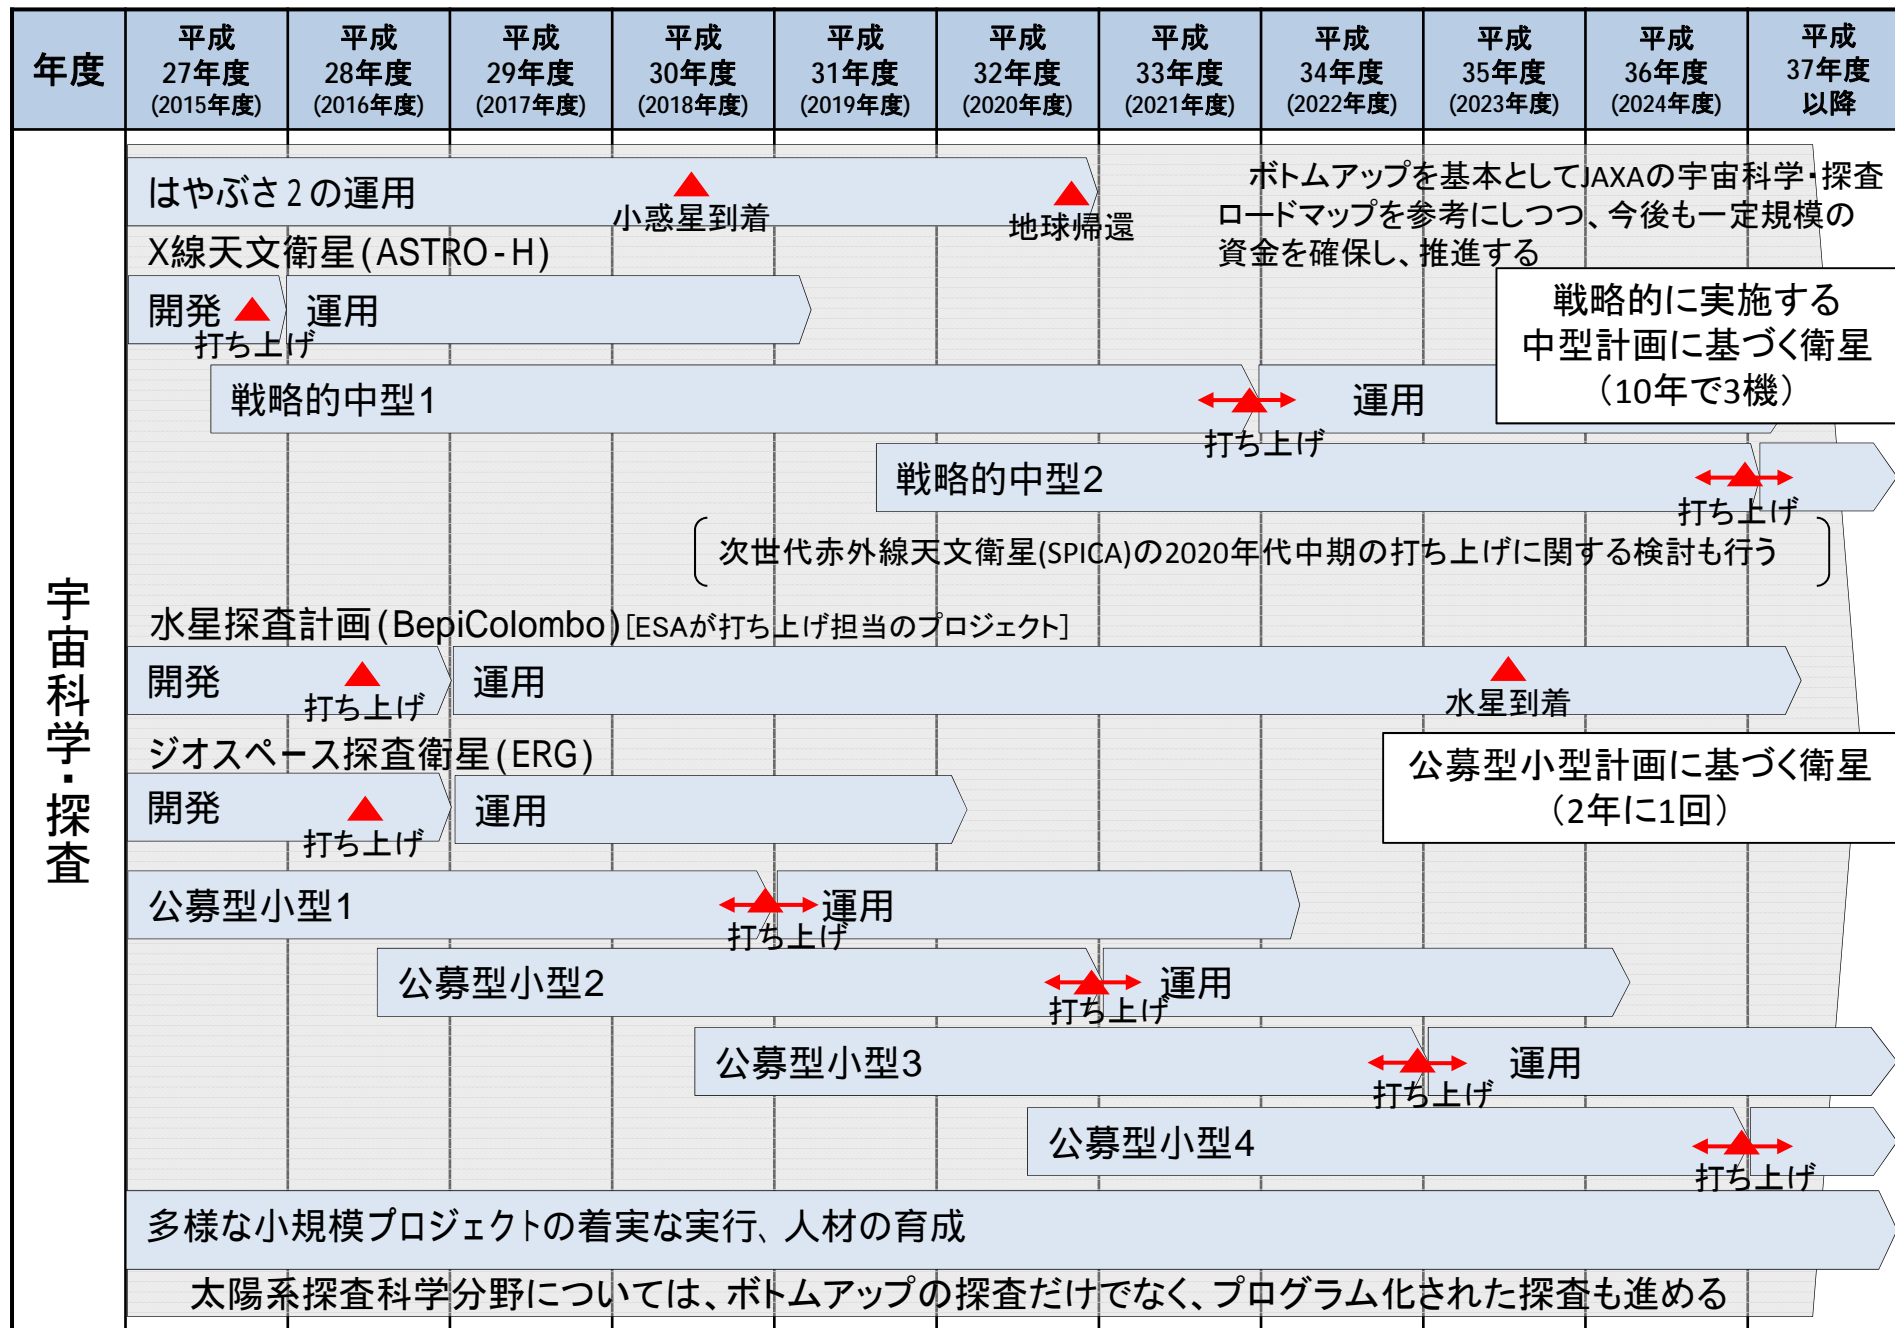 年度
平成
27年度
(2015年度)
平成
28年度
(2016年度)
平成
29年度
(2017年度)
平成
30年度
(2018年度)
平成
31年度
(2019年度)
平成
32年度
(2020年度)
平成
33年度
(2021年度)
平成
34年度
(2022年度)
平成
35年度
(2023年度)
平成
36年度
(2024年度)
平成
37年度
以降
宇宙科学・探査
はやぶさ2の運用
小惑星到着
地球帰還
ボトムアップを基本としてJAXAの宇宙科学・探査
ロードマップを参考にしつつ、今後も一定規模の
資金を確保し、推進する
X線天文衛星(ASTRO-H)
開発
打ち上げ
運用
戦略的に実施する
中型計画に基づく衛星
(10年で3機)
戦略的中型1
打ち上げ
運用
戦略的中型2
打ち上げ
次世代赤外線天文衛星(SPICA)の2020年代中期の打ち上げに関する検討も行う
水星探査計画(BepiColombo)[ESAが打ち上げ担当のプロジェクト]
開発
打ち上げ
運用
水星到着
ジオスペース探査衛星(ERG)
開発
打ち上げ
運用
公募型小型計画に基づく衛星
(2年に1回)
公募型小型1
打ち上げ
運用
公募型小型2
打ち上げ
運用
公募型小型3
打ち上げ
運用
公募型小型4
打ち上げ
多様な小規模プロジェクトの着実な実行、人材の育成
太陽系探査科学分野については、ボトムアップの探査だけでなく、プログラム化された探査も進める